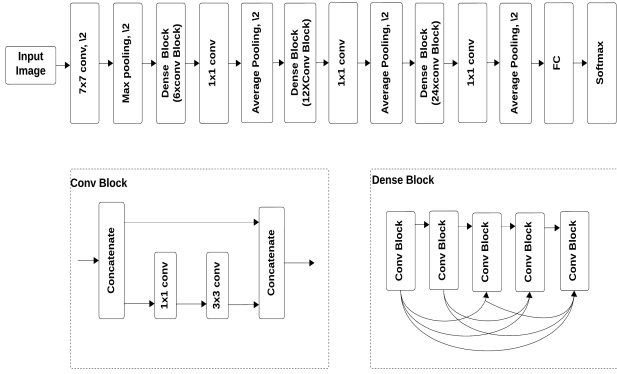 Input
Image
7x7 conv, \2
Max pooling, \2
Dense Block
(6xconv Block)
1x1 conv
Average Pooling, \2
Dense Block
(12XConv Block)
1x1 conv
Average Pooling, \2
Dense Block
(24xconv Block)
1x1 conv
Average Pooling, \2
FC
Softmax
Conv Block
Concatenate
1x1 conv
3x3 conv
Concatenate
Dense Block
Conv Block
Conv Block
Conv Block
Conv Block
Conv Block